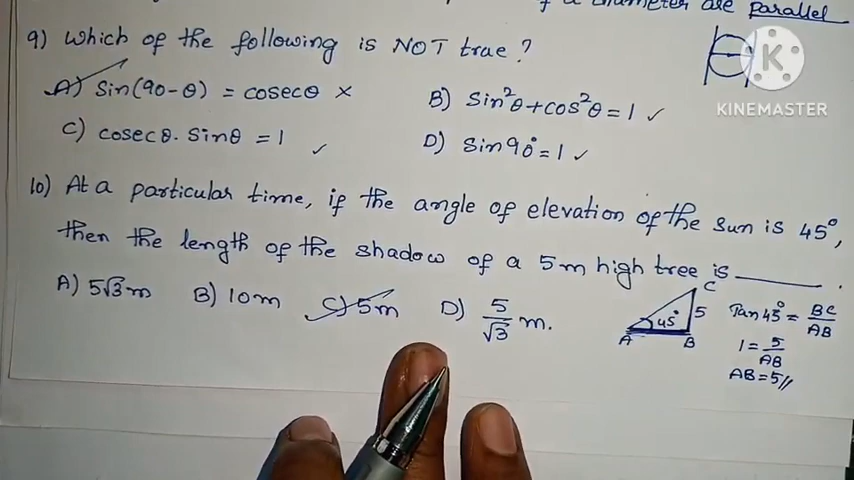 of a diameter are parallel
9) Which of the following is NOT true?
A) sin(90-θ) = cosecθ ×
B) sin²θ+cos²θ=1 ✓
C) cosecθ. sinθ = 1 ✓
D) sin90°=1 ✓
KINEMASTER
10) At a particular time, if the angle of elevation of the sun is 45°,
then the length of the shadow of a 5m high tree is ______.
A) 5√3m B) 10m C) 5m D) 5/√3 m.
C
45° 5
A B
Tan 45° = BC/AB
1 = 5/AB
AB = 5//